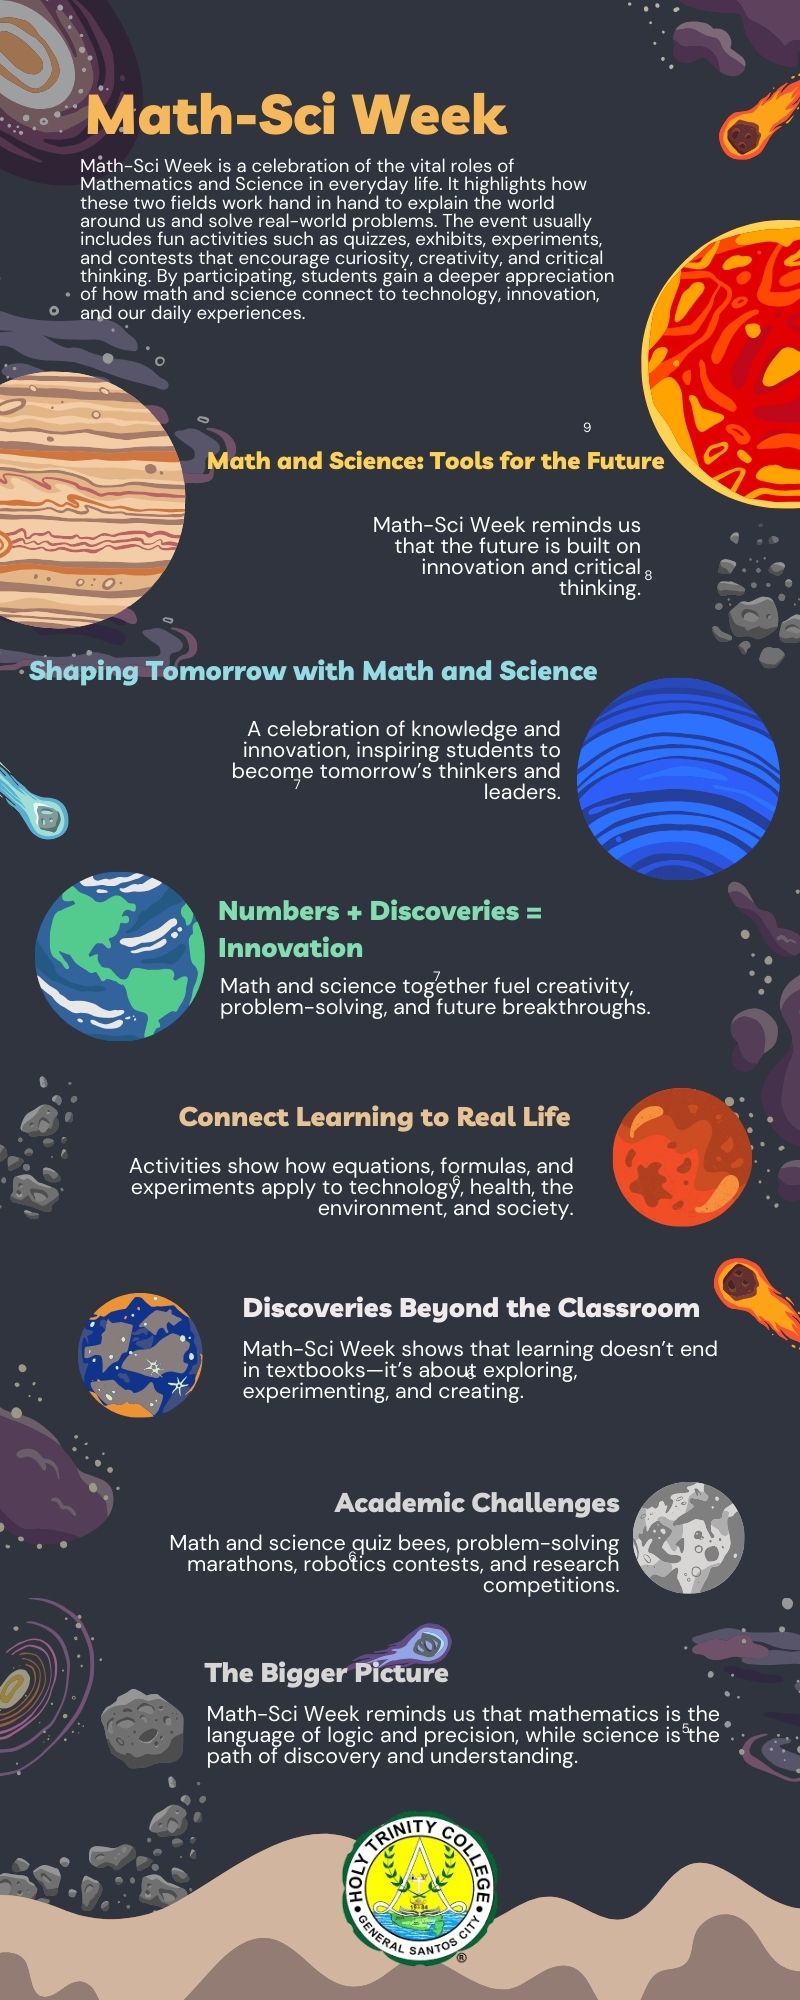 Math-Sci Week
Math-Sci Week is a celebration of the vital roles of
Mathematics and Science in everyday life. It highlights how
these two fields work hand in hand to explain the world
around us and solve real-world problems. The event usually
includes fun activities such as quizzes, exhibits, experiments,
and contests that encourage curiosity, creativity, and critical
thinking. By participating, students gain a deeper appreciation
of how math and science connect to technology, innovation,
and our daily experiences.
9
Math and Science: Tools for the Future
Math-Sci Week reminds us
that the future is built on
innovation and critical
8
thinking.
Shaping Tomorrow with Math and Science
A celebration of knowledge and
innovation, inspiring students to
become tomorrow's thinkers and
7
leaders.
Numbers + Discoveries =
Innovation
7
Math and science together fuel creativity,
problem-solving, and future breakthroughs.
Connect Learning to Real Life
Activities show how equations, formulas, and
6
experiments apply to technology, health, the
environment, and society.
Discoveries Beyond the Classroom
Math-Sci Week shows that learning doesn't end
in textbooks—it's about exploring,
6
experimenting, and creating.
Academic Challenges
Math and science quiz bees, problem-solving
6
marathons, robotics contests, and research
competitions.
The Bigger Picture
Math-Sci Week reminds us that mathematics is the
5
language of logic and precision, while science is the
path of discovery and understanding.
HOLY TRINITY COLLEGE
GENERAL SANTOS CITY
®